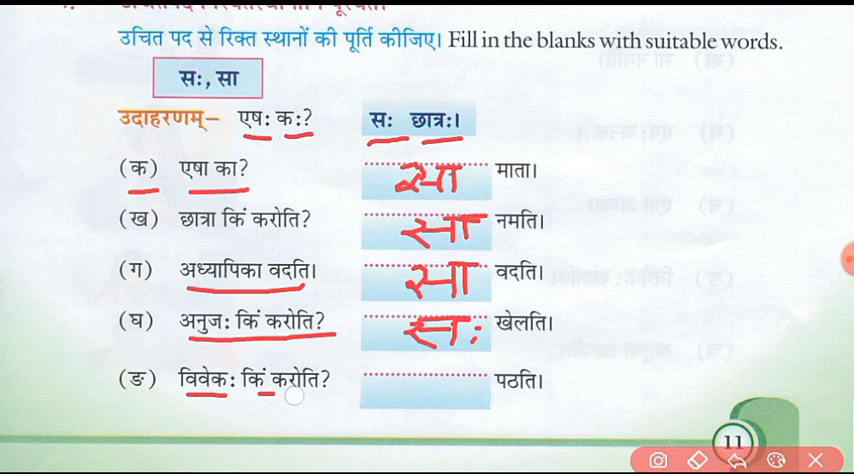 उचित पद से रिक्त स्थानों की पूर्ति कीजिए। Fill in the blanks with suitable words.
सः, सा
उदाहरणम्– एषः कः? सः छात्रः।
(क) एषा का? सा माता।
(ख) छात्रा किं करोति? सा नमति।
(ग) अध्यापिका वदति। सा वदति।
(घ) अनुजः किं करोति? सः खेलति।
(ङ) विवेकः किं करोति? पठति।
11